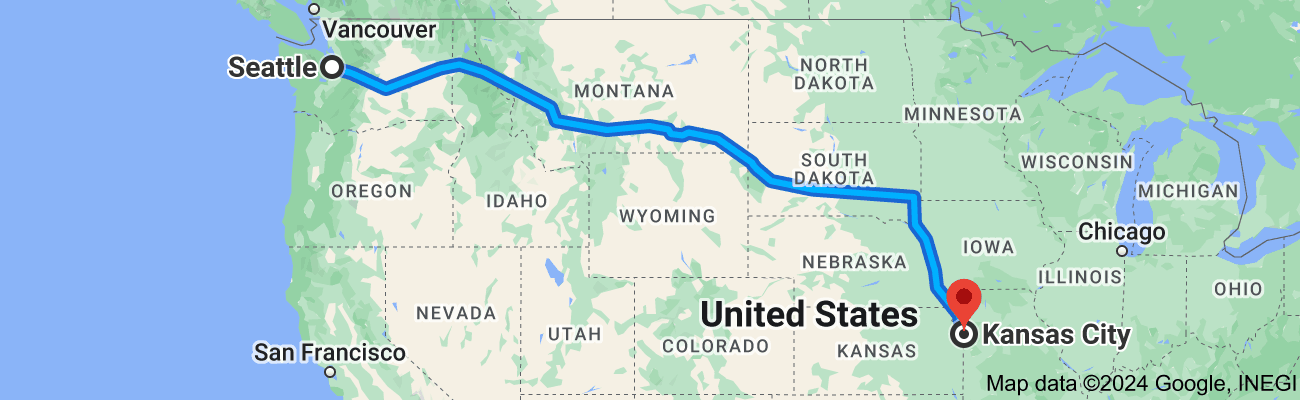 Vancouver
Seattle
MONTANA
NORTH
DAKOTA
MINNESOTA
SOUTH
DAKOTA
WISCONSIN
MICHIGAN
OREGON
IDAHO
WYOMING
Chicago
IOWA
NEBRASKA
ILLINOIS
OHIO
NEVADA
United States
UTAH
Kansas City
San Francisco
COLORADO
KANSAS
Map data ©2024 Google, INEGI